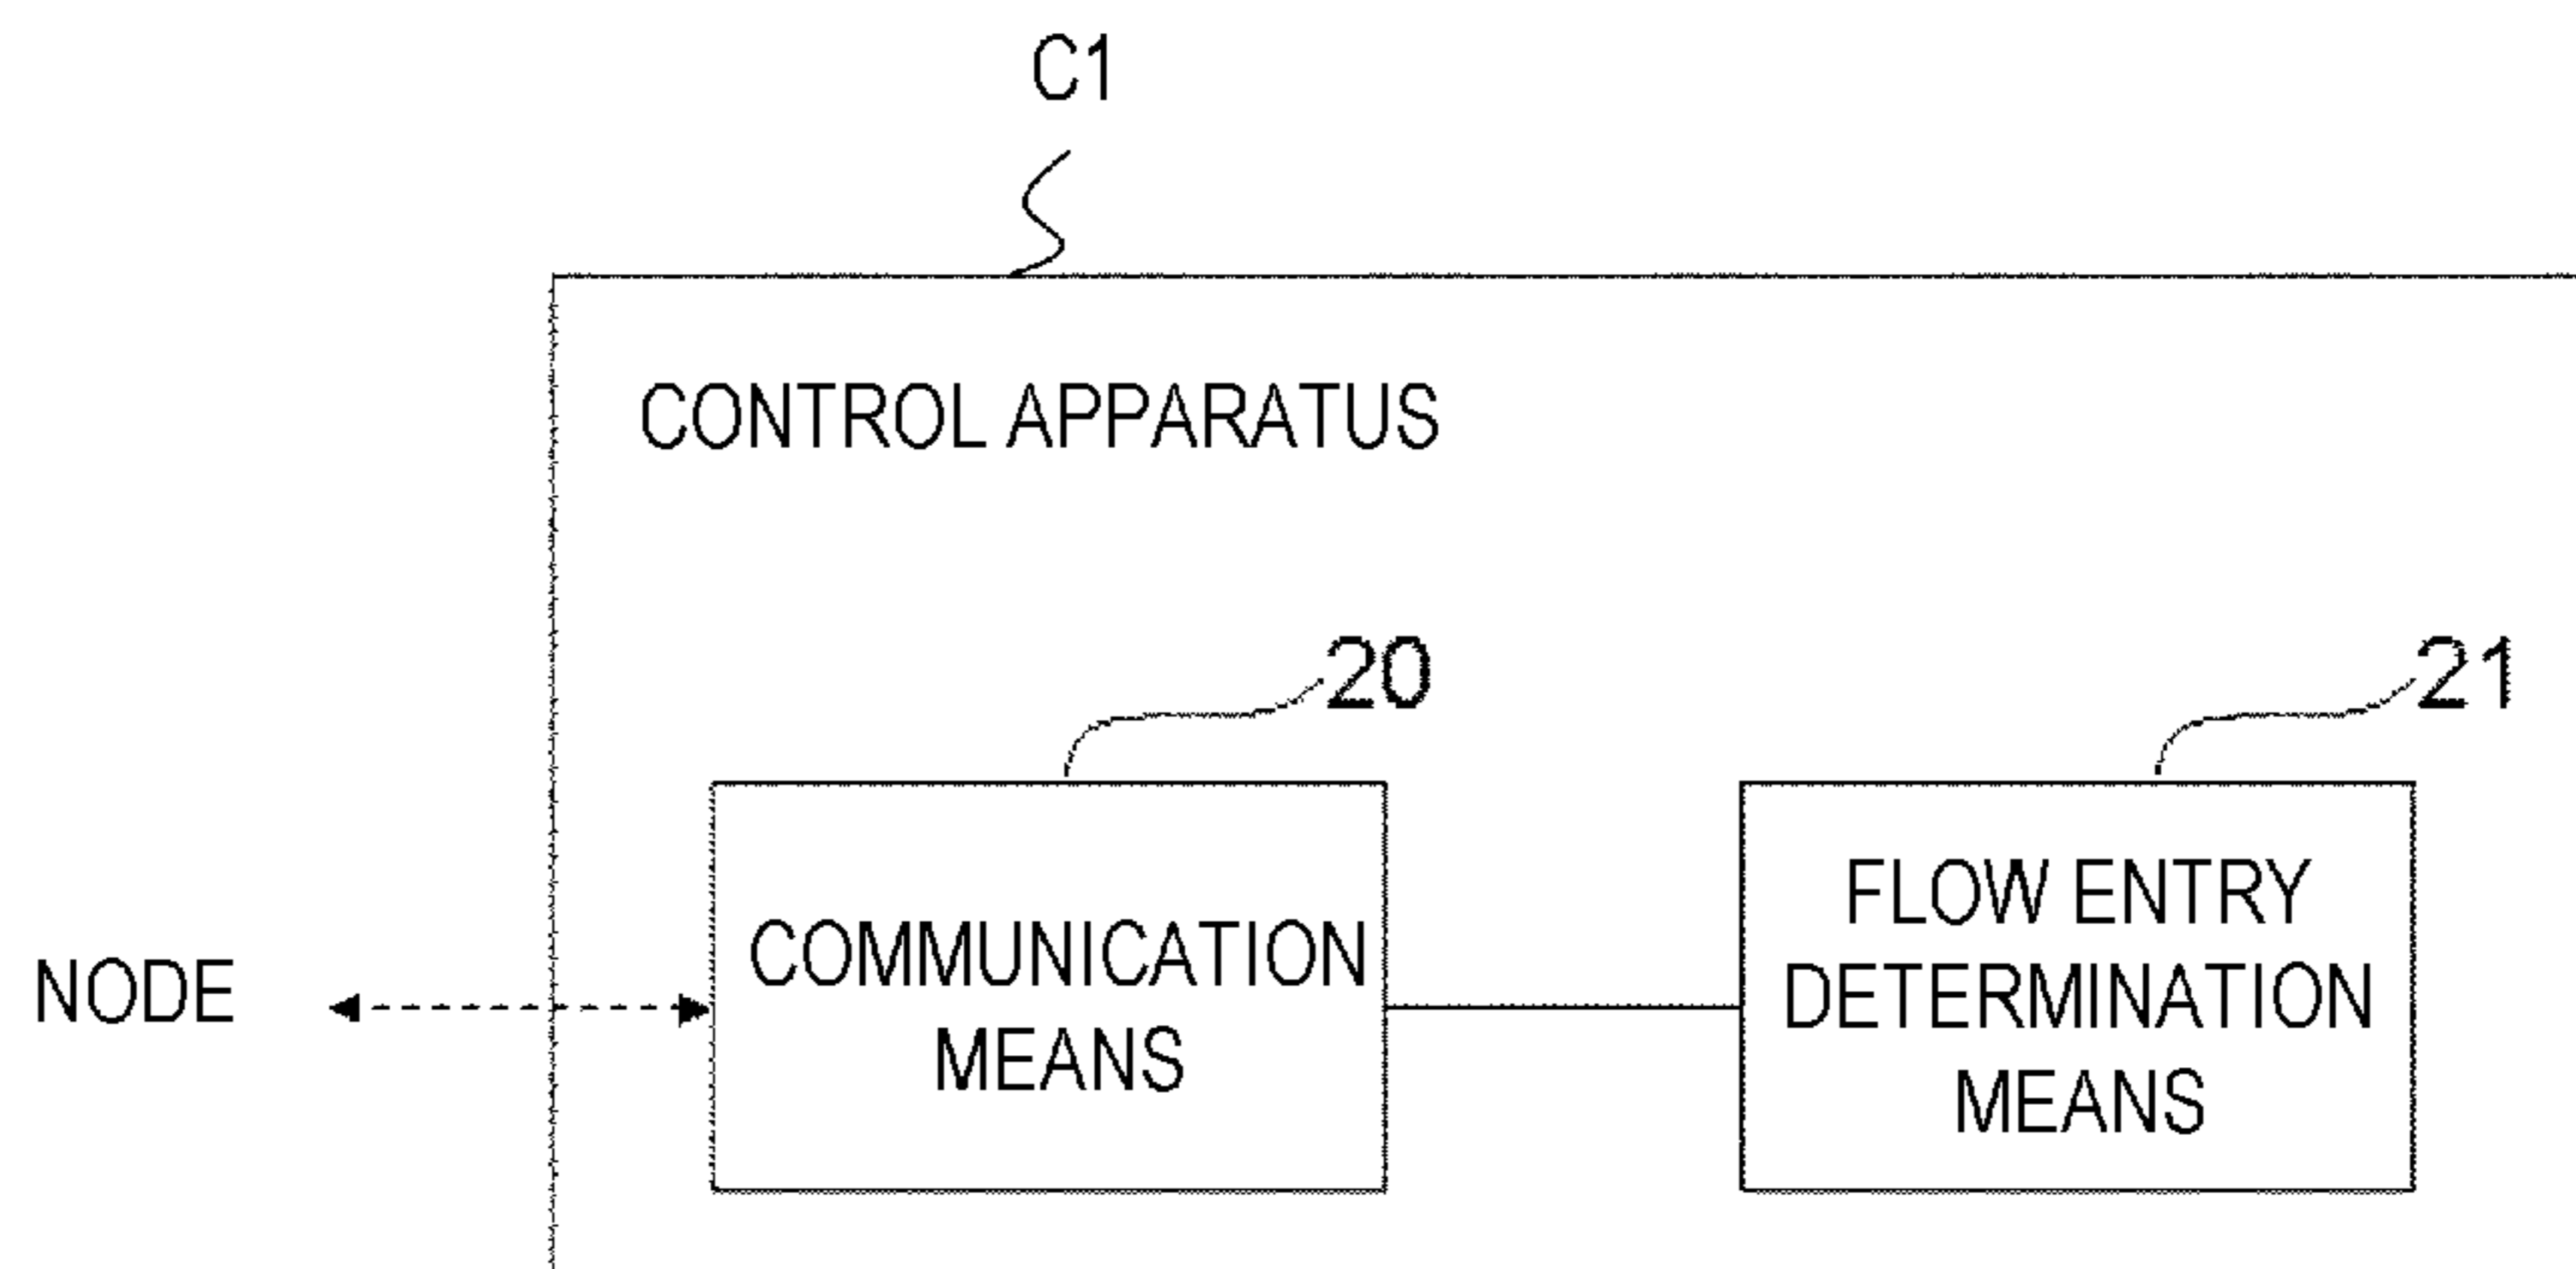 C1
CONTROL APPARATUS
20
21
COMMUNICATION
MEANS
FLOW ENTRY
DETERMINATION
MEANS
NODE